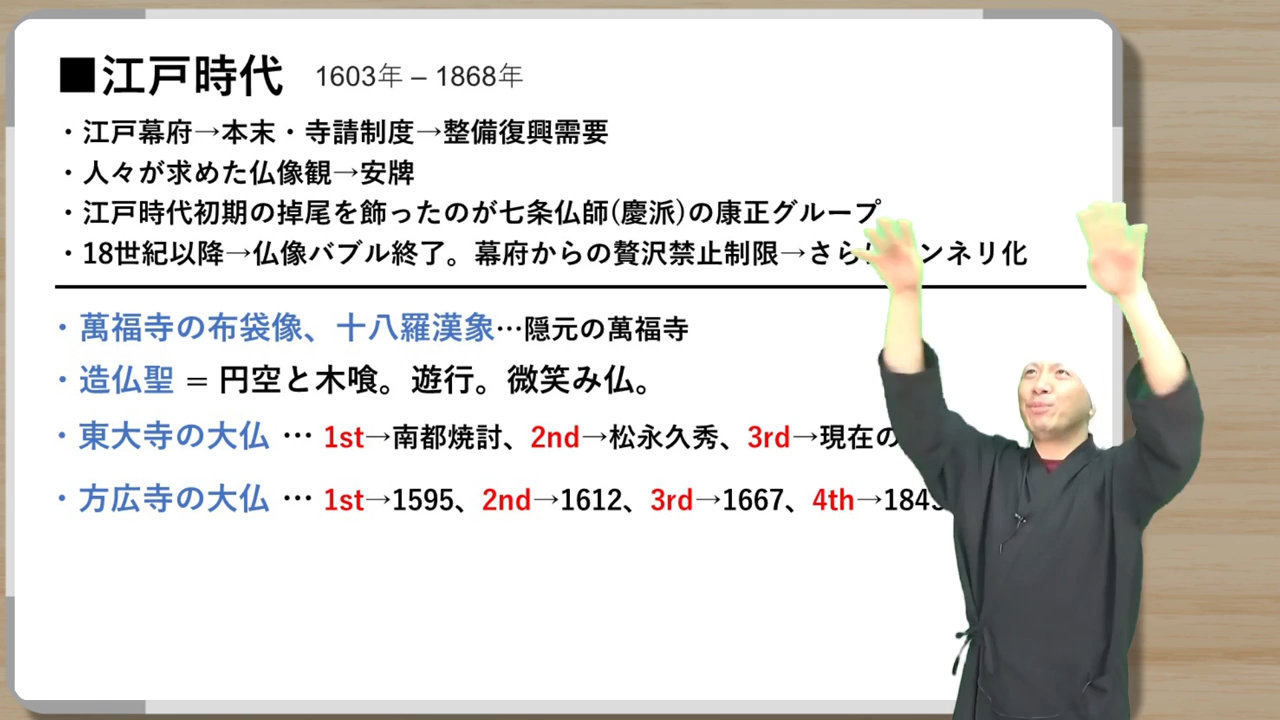 ■江戸時代 1603年 – 1868年
・江戸幕府→本末・寺請制度→整備復興需要
・人々が求めた仏像観→安牌
・江戸時代初期の掉尾を飾ったのが七条仏師(慶派)の康正グループ
・18世紀以降→仏像バブル終了。幕府からの贅沢禁止制限→さら ンネリ化
・萬福寺の布袋像、十八羅漢象…隠元の萬福寺
・造仏聖 = 円空と木喰。遊行。微笑み仏。
・東大寺の大仏 … 1st→南都焼討、2nd→松永久秀、3rd→現在の
・方広寺の大仏 … 1st→1595、2nd→1612、3rd→1667、4th→184